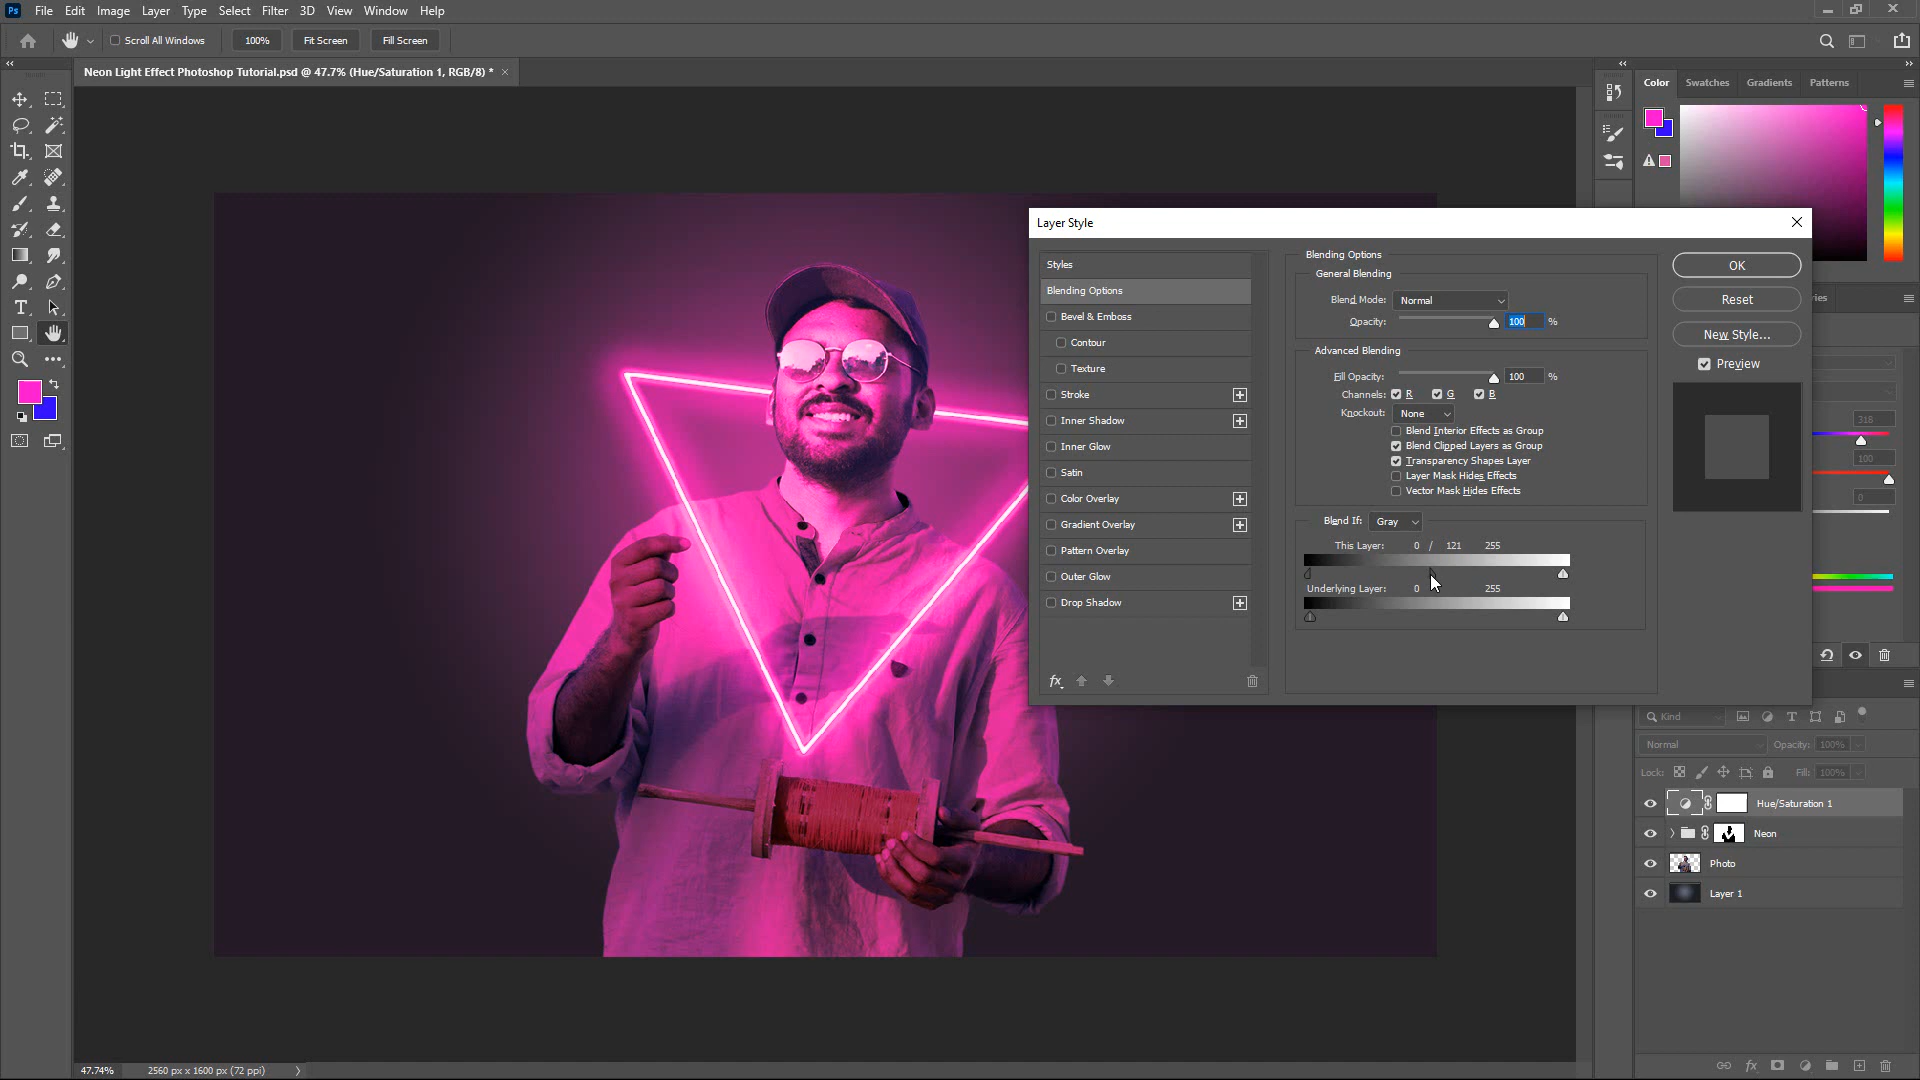 Ps File Edit Image Layer Type Select Filter 3D View Window Help
Scroll All Windows 100% Fit Screen Fill Screen
Neon Light Effect Photoshop Tutorial.psd @ 47.7% (Hue/Saturation 1, RGB/8) * ×
Color Swatches Gradients Patterns
Layer Style
Styles
Blending Options
Bevel & Emboss
Contour
Texture
Stroke
Inner Shadow
Inner Glow
Satin
Color Overlay
Gradient Overlay
Pattern Overlay
Outer Glow
Drop Shadow
fx
Blending Options
General Blending
Blend Mode: Normal
Opacity: 100 %
Advanced Blending
Fill Opacity: 100 %
Channels: R G B
Knockout: None
Blend Interior Effects as Group
Blend Clipped Layers as Group
Transparency Shapes Layer
Layer Mask Hides Effects
Vector Mask Hides Effects
Blend If: Gray
This Layer: 0 / 121 255
Underlying Layer: 0 255
OK
Reset
New Style...
Preview
318
100
0
Kind
Normal Opacity: 100%
Lock: Fill: 100%
Hue/Saturation 1
Neon
Photo
Layer 1
fx
47.74% 2560 px x 1600 px (72 ppi)